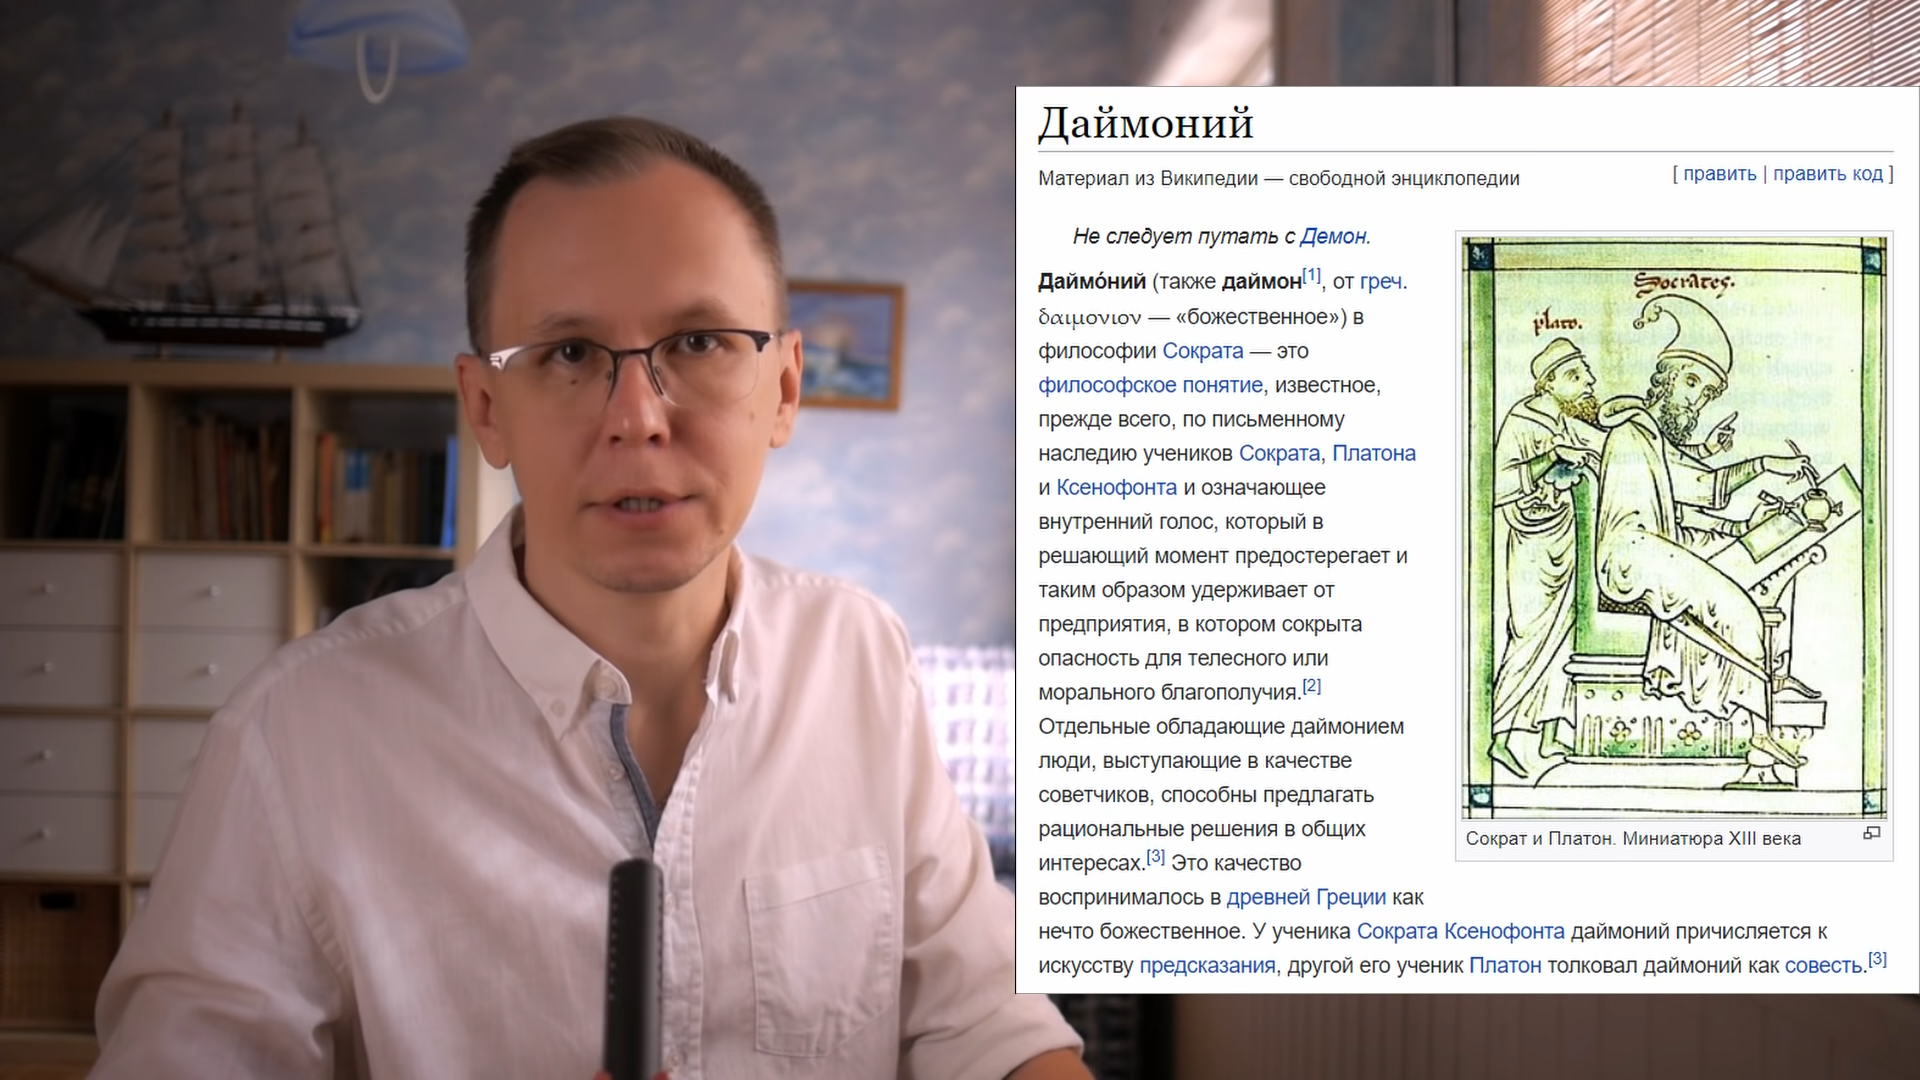 Даймоний
Материал из Википедии — свободной энциклопедии
[ править | править код ]
Не следует путать с Демон.
Даймо́ний (также даймон[1], от греч.
δαιμονιον — «божественное») в
философии Сократа — это
философское понятие, известное,
прежде всего, по письменному
наследию учеников Сократа, Платона
и Ксенофонта и означающее
внутренний голос, который в
решающий момент предостерегает и
таким образом удерживает от
предприятия, в котором сокрыта
опасность для телесного или
морального благополучия.[2]
Отдельные обладающие даймонием
люди, выступающие в качестве
советчиков, способны предлагать
рациональные решения в общих
интересах.[3] Это качество
воспринималось в древней Греции как
нечто божественное. У ученика Сократа Ксенофонта даймоний причисляется к
искусству предсказания, другой его ученик Платон толковал даймоний как совесть.[3]
Socrates.
plato.
Сократ и Платон. Миниатюра XIII века